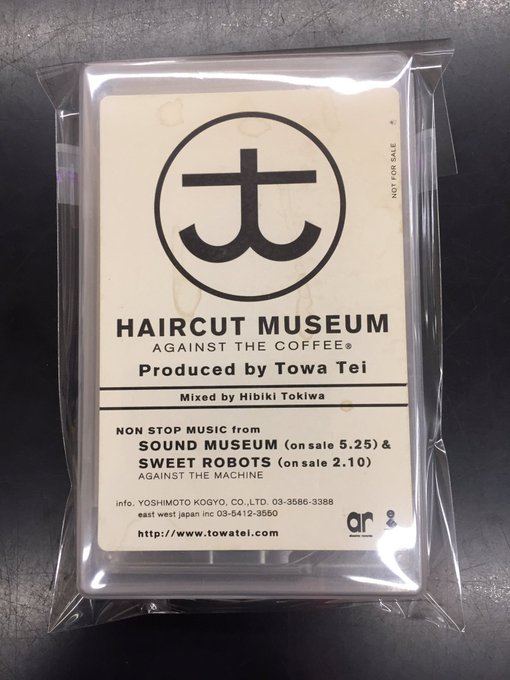 NOT FOR SALE
HAIRCUT MUSEUM
AGAINST THE COFFEE®
Produced by Towa Tei
Mixed by Hibiki Tokiwa
NON STOP MUSIC from
SOUND MUSEUM (on sale 5.25) &
SWEET ROBOTS (on sale 2.10)
AGAINST THE MACHINE
info. YOSHIMOTO KOGYO, CO.,LTD. 03-3586-3388
east west japan inc 03-5412-3550
http://www.towatei.com
ar